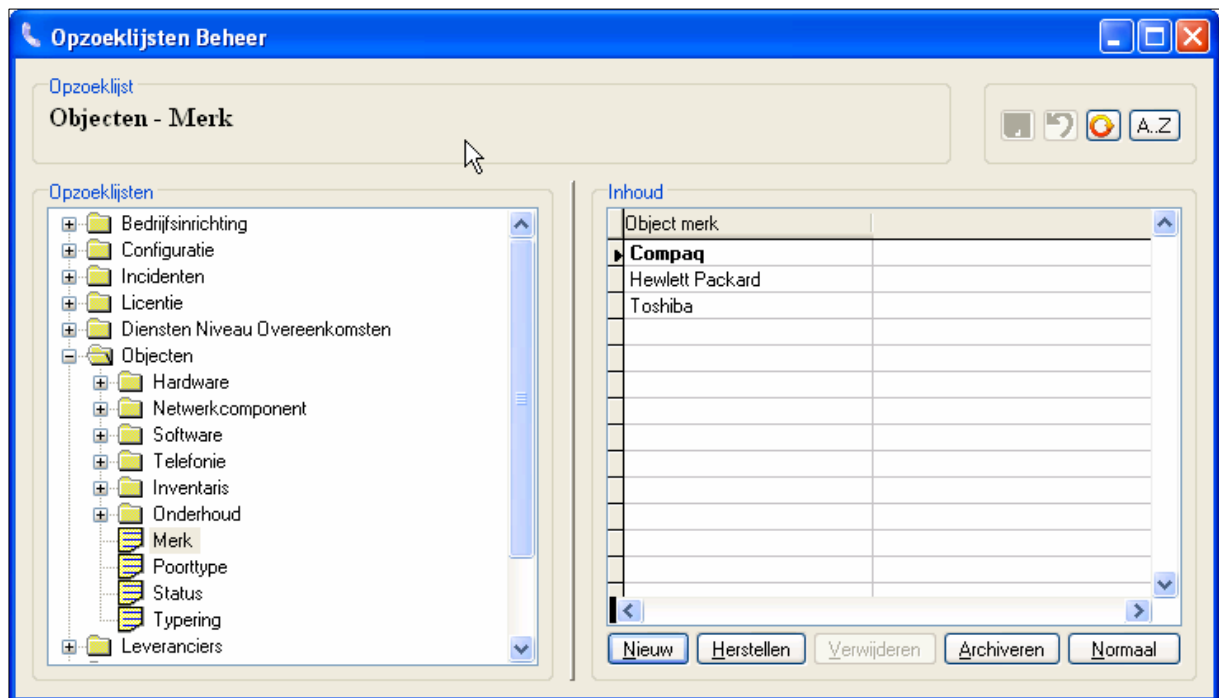 Opzoeklijsten Beheer
Opzoeklijst
Objecten - Merk
A..Z
Opzoeklijsten
Bedrijfsinrichting
Configuratie
Incidenten
Licentie
Diensten Niveau Overeenkomsten
Objecten
Hardware
Netwerkcomponent
Software
Telefonie
Inventaris
Onderhoud
Merk
Poorttype
Status
Typering
Leveranciers
Inhoud
Object merk
Compaq
Hewlett Packard
Toshiba
Nieuw Herstellen Verwijderen Archiveren Normaal